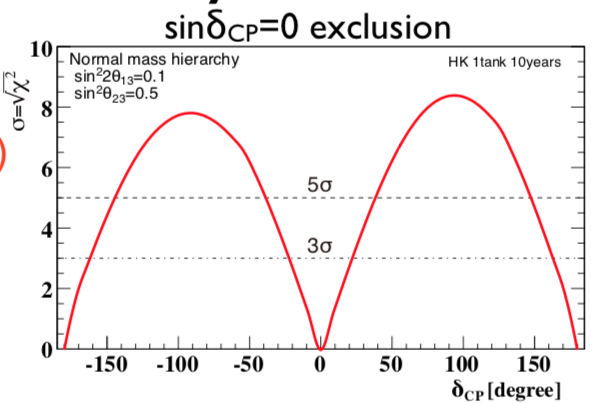 sinδCP=0 exclusion
Normal mass hierarchy
sin²2θ₁₃=0.1
sin²θ₂₃=0.5
HK 1tank 10years
σ=√χ²
10
8
6
4
2
0
5σ
3σ
-150 -100 -50 0 50 100 150
δCP [degree]